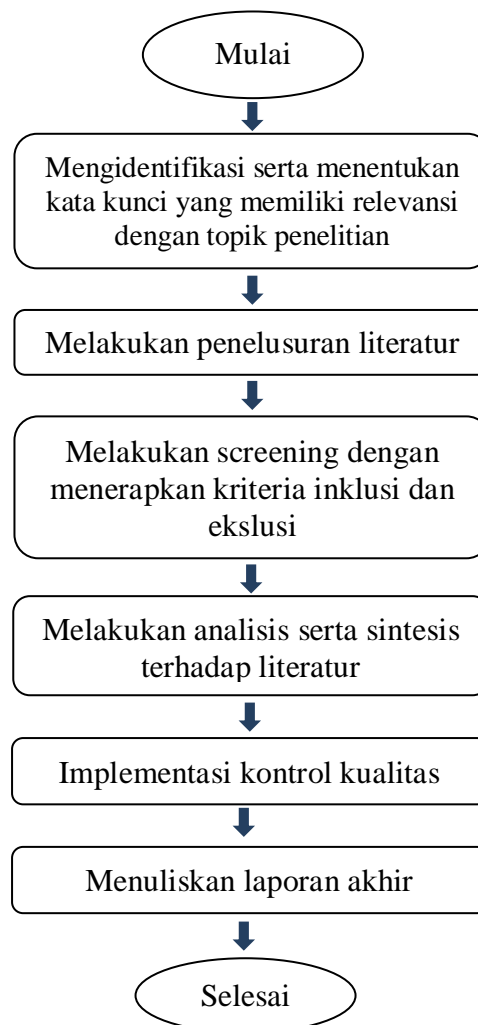 Mulai
Mengidentifikasi serta menentukan
kata kunci yang memiliki relevansi
dengan topik penelitian
Melakukan penelusuran literatur
Melakukan screening dengan
menerapkan kriteria inklusi dan
ekslusi
Melakukan analisis serta sintesis
terhadap literatur
Implementasi kontrol kualitas
Menuliskan laporan akhir
Selesai